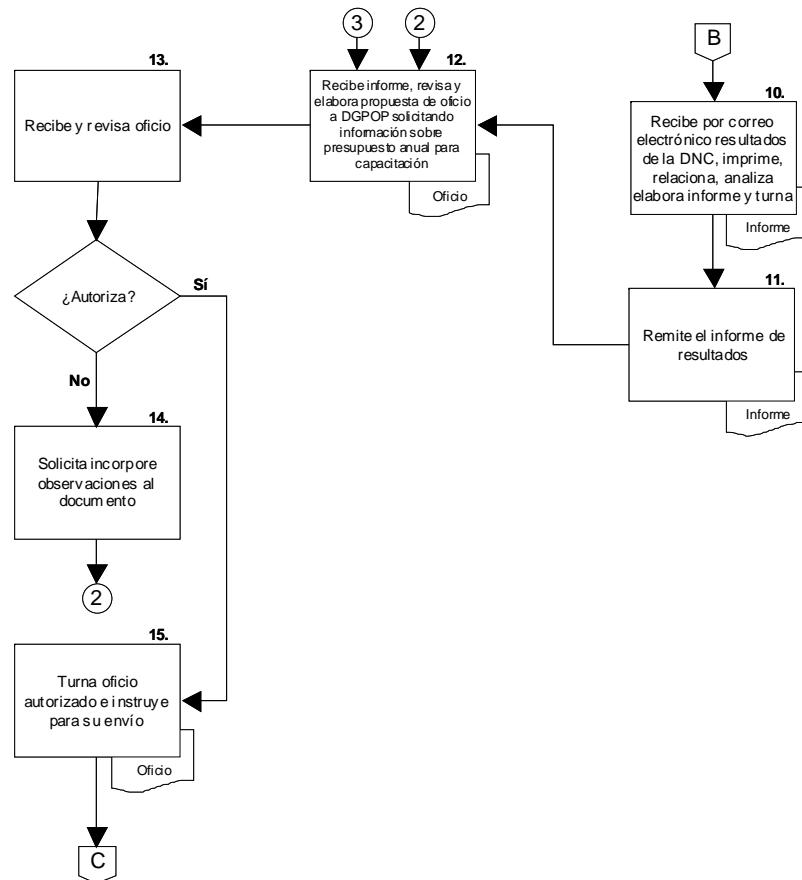 3
2
B
13.
Recibe y revisa oficio
12.
Recibe informe, revisa y
elabora propuesta de oficio
a DGPOP solicitando
información sobre
presupuesto anual para
capacitación
Oficio
10.
Recibe por correo
electrónico resultados
de la DNC, imprime,
relaciona, analiza
elabora informe y turna
Informe
11.
Remite el informe de
resultados
Informe
¿Autoriza?
Sí
No
14.
Solicita incorpore
observaciones al
documento
2
15.
Turna oficio
autorizado e instruye
para su envío
Oficio
C